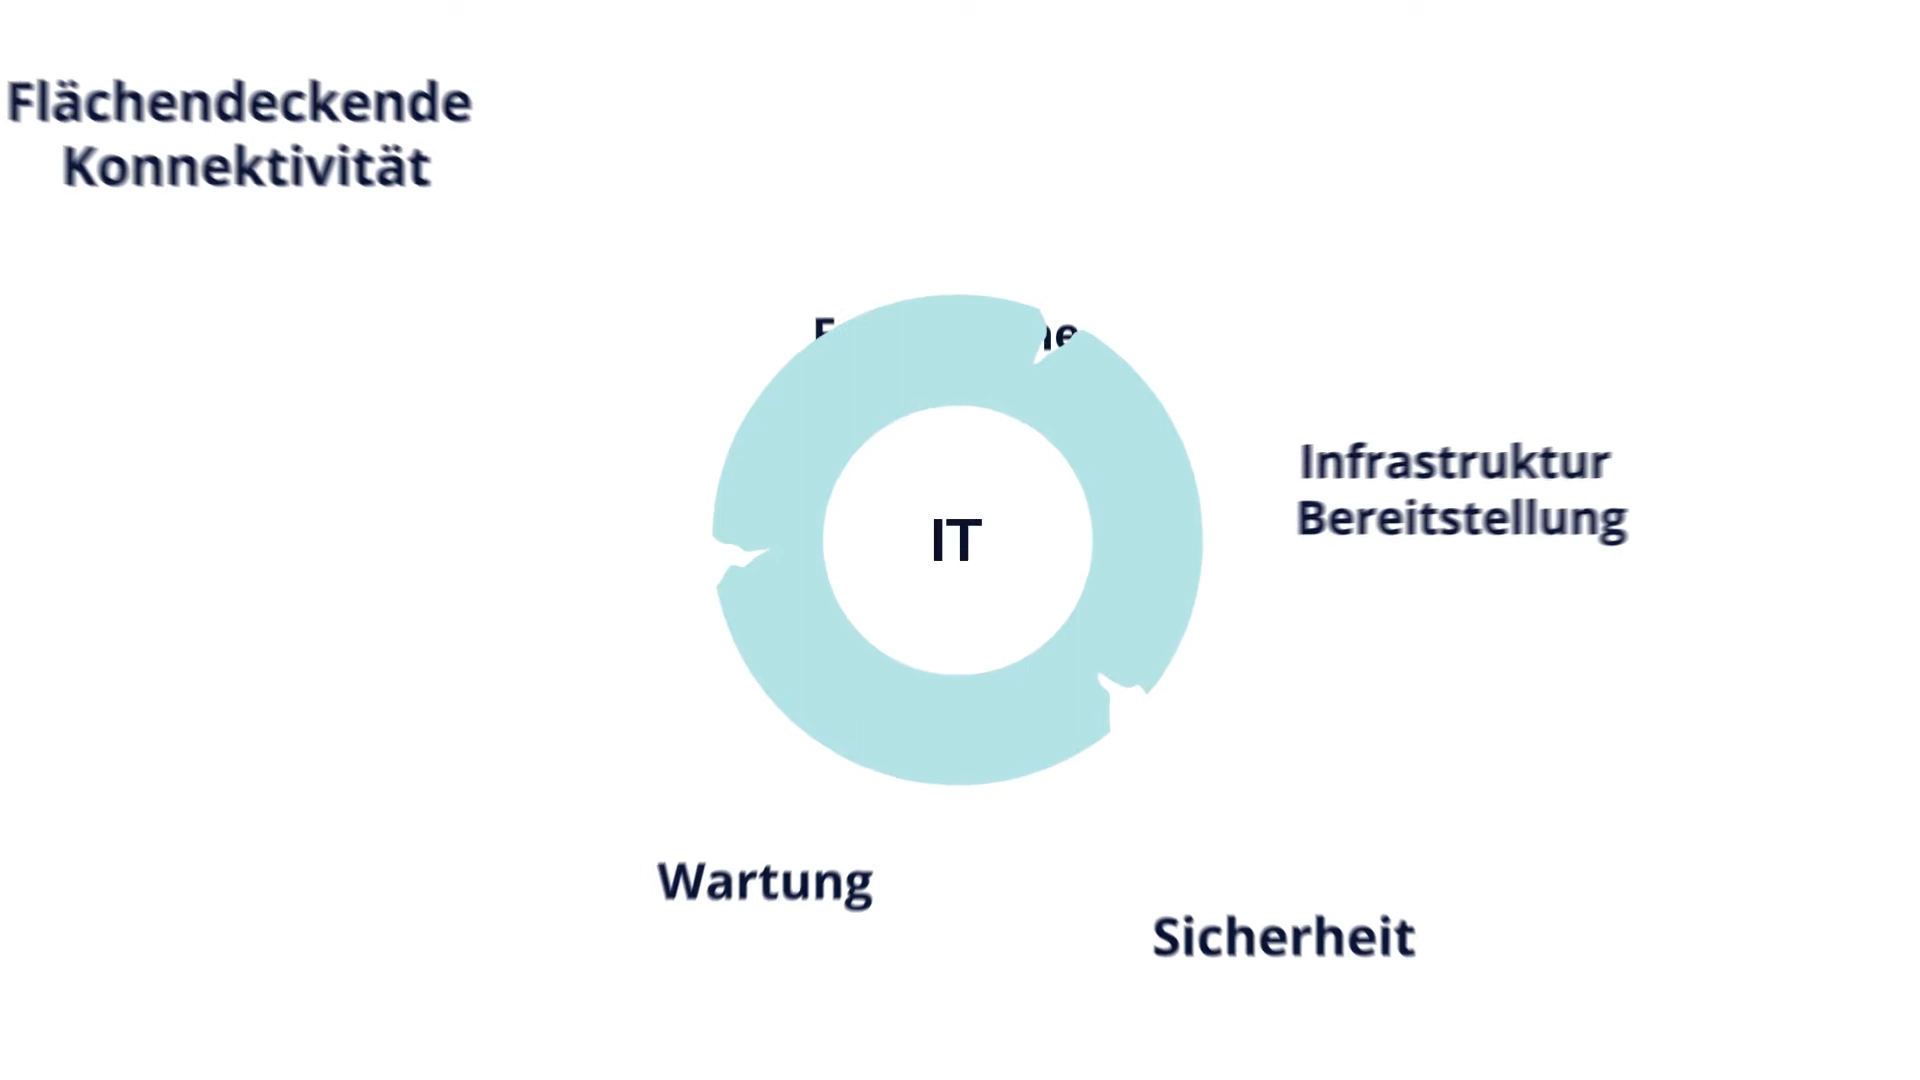 Flächendeckende
Konnektivität
Infrastruktur
Bereitstellung
IT
Wartung
Sicherheit